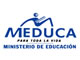 MEDUCA
PARA TODA LA VIDA
MINISTERIO DE EDUCACIÓN